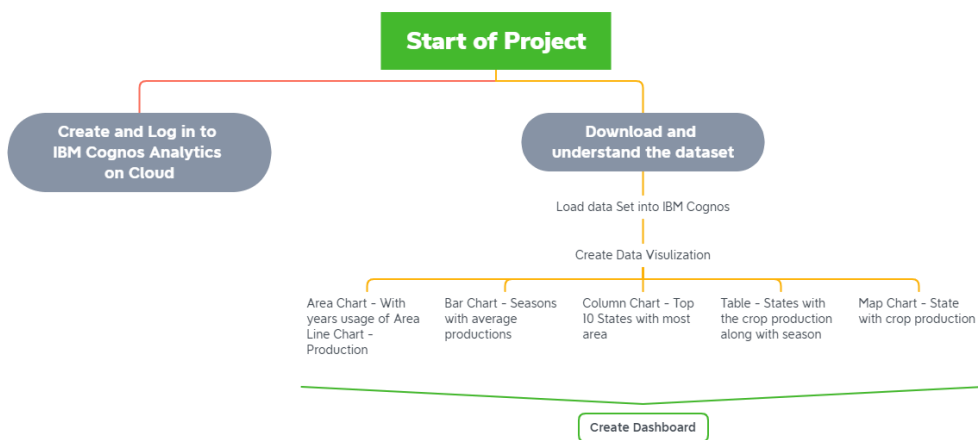 Start of Project
Create and Log in to
IBM Cognos Analytics
on Cloud
Download and
understand the dataset
Load data Set into IBM Cognos
Create Data Visulization
Area Chart - With
years usage of Area
Line Chart -
Production
Bar Chart - Seasons
with average
productions
Column Chart - Top
10 States with most
area
Table - States with
the crop production
along with season
Map Chart - State
with crop production
Create Dashboard